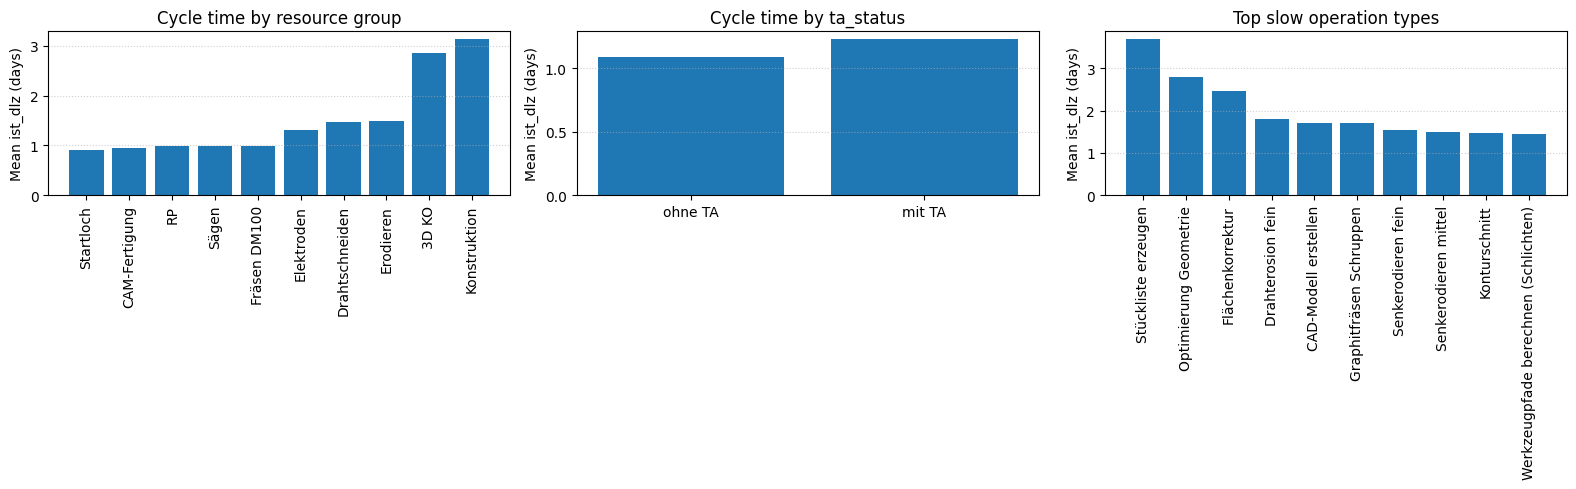 Cycle time by resource group
Mean ist_dlz (days)
3
2
1
0
Startloch
CAM-Fertigung
RP
Sägen
Fräsen DM100
Elektroden
Drahtschneiden
Erodieren
3D KO
Konstruktion
Cycle time by ta_status
Mean ist_dlz (days)
1.0
0.5
0.0
ohne TA
mit TA
Top slow operation types
Mean ist_dlz (days)
3
2
1
0
Stückliste erzeugen
Optimierung Geometrie
Flächenkorrektur
Drahterosion fein
CAD-Modell erstellen
Graphitfräsen Schruppen
Senkerodieren fein
Senkerodieren mittel
Konturschnitt
Werkzeugpfade berechnen (Schlichten)